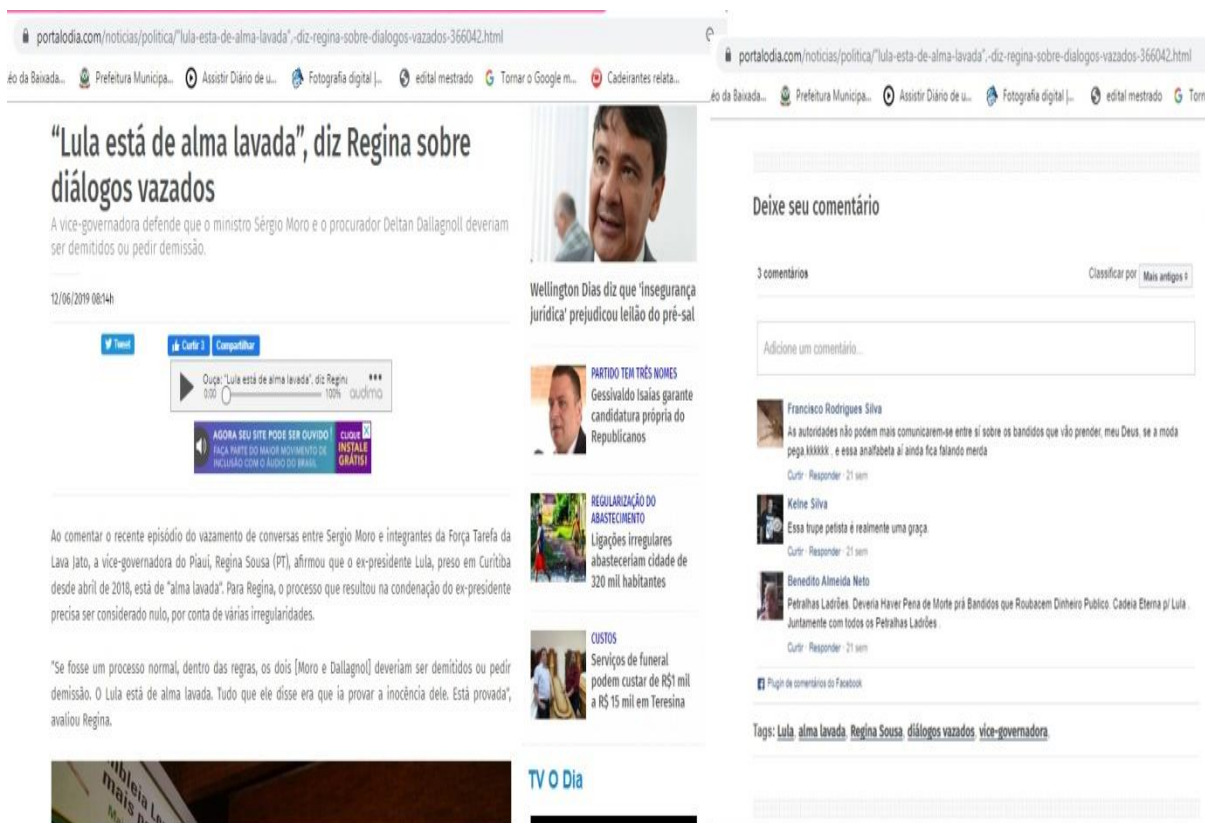 portalodia.com/noticias/politica/"lula-esta-de-alma-lavada",-diz-regina-sobre-dialogos-vazados-366042.html
éo da Baixada... Prefeitura Municipa... Assistir Diário de u... Fotografia digital |... edital mestrado Tornar o Google m... Cadeirantes relata...
“Lula está de alma lavada”, diz Regina sobre
diálogos vazados
A vice-governadora defende que o ministro Sérgio Moro e o procurador Deltan Dallagnoll deveriam
ser demitidos ou pedir demissão.
12/06/2019 08:14h
Tweet Curtir 3 Compartilhar
Ouça: "Lula está de alma lavada", diz Regina
0:00 100% audima
AGORA SEU SITE PODE SER OUVIDO!
FAÇA PARTE DO MAIOR MOVIMENTO DE
INCLUSÃO COM O ÁUDIO DO BRASIL
CLIQUE
INSTALE
GRÁTIS!
Ao comentar o recente episódio do vazamento de conversas entre Sergio Moro e integrantes da Força Tarefa da
Lava Jato, a vice-governadora do Piauí, Regina Sousa (PT), afirmou que o ex-presidente Lula, preso em Curitiba
desde abril de 2018, está de "alma lavada". Para Regina, o processo que resultou na condenação do ex-presidente
precisa ser considerado nulo, por conta de várias irregularidades.
"Se fosse um processo normal, dentro das regras, os dois [Moro e Dallagnol] deveriam ser demitidos ou pedir
demissão. O Lula está de alma lavada. Tudo que ele disse era que ia provar a inocência dele. Está provada",
avaliou Regina.
mais
Wellington Dias diz que 'insegurança
jurídica' prejudicou leilão do pré-sal
PARTIDO TEM TRÊS NOMES
Gessivaldo Isaías garante
candidatura própria do
Republicanos
REGULARIZAÇÃO DO
ABASTECIMENTO
Ligações irregulares
abasteceriam cidade de
320 mil habitantes
CUSTOS
Serviços de funeral
podem custar de R$1 mil
a R$ 15 mil em Teresina
TV O Dia
portalodia.com/noticias/politica/"lula-esta-de-alma-lavada",-diz-regina-sobre-dialogos-vazados-366042.html
éo da Baixada... Prefeitura Municipa... Assistir Diário de u... Fotografia digital |... edital mestrado Torn
Deixe seu comentário
3 comentários Classificar por Mais antigos
Adicione um comentário...
Francisco Rodrigues Silva
As autoridades não podem mais comunicarem-se entre sí sobre os bandidos que vão prender, meu Deus, se a moda
pega,kkkkkk , e essa analfabeta aí ainda fica falando merda
Curtir · Responder · 21 sem
Kelne Silva
Essa trupe petista é realmente uma graça.
Curtir · Responder · 21 sem
Benedito Almeida Neto
Petralhas Ladrões. Deveria Haver Pena de Morte prá Bandidos que Roubacem Dinheiro Publico. Cadeia Eterna p/ Lula .
Juntamente com todos os Petralhas Ladrões .
Curtir · Responder · 21 sem
Plugin de comentários do Facebook
Tags: Lula, alma lavada, Regina Sousa, diálogos vazados, vice-governadora,